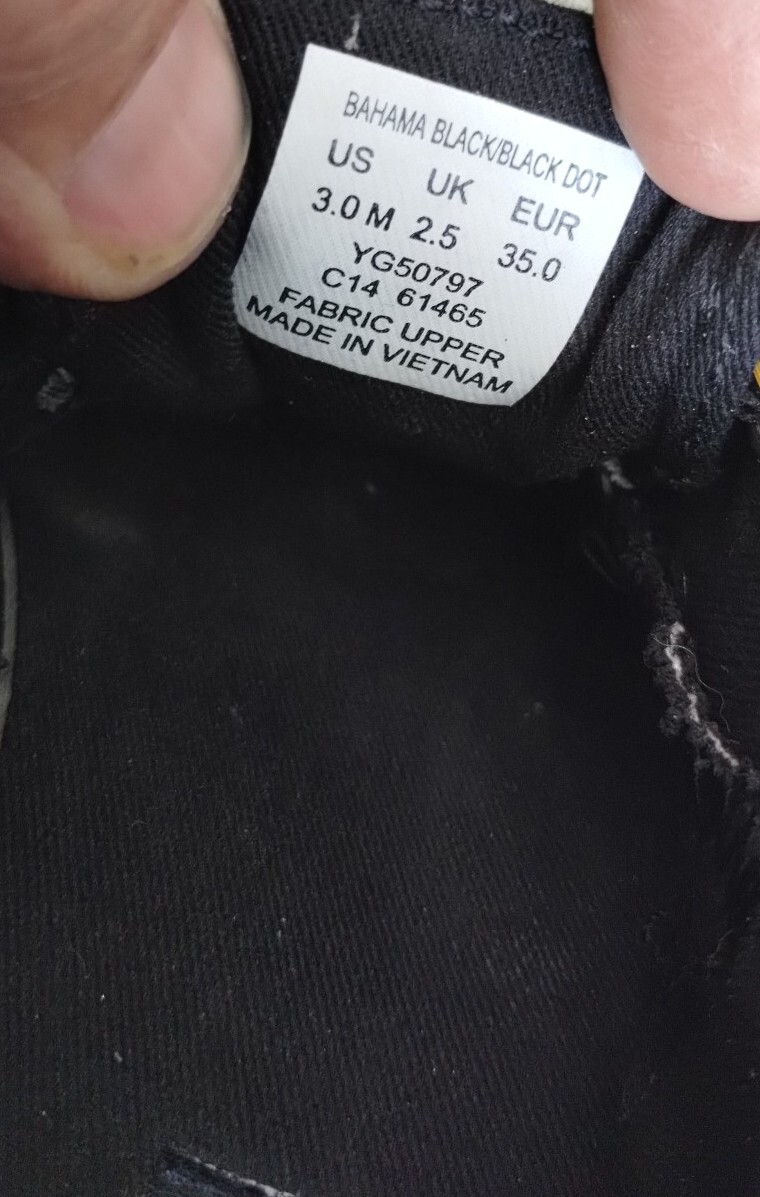 BAHAMA BLACK/BLACK DOT
US UK EUR
3.0 M 2.5 35.0
YG50797
C14 61465
FABRIC UPPER
MADE IN VIETNAM